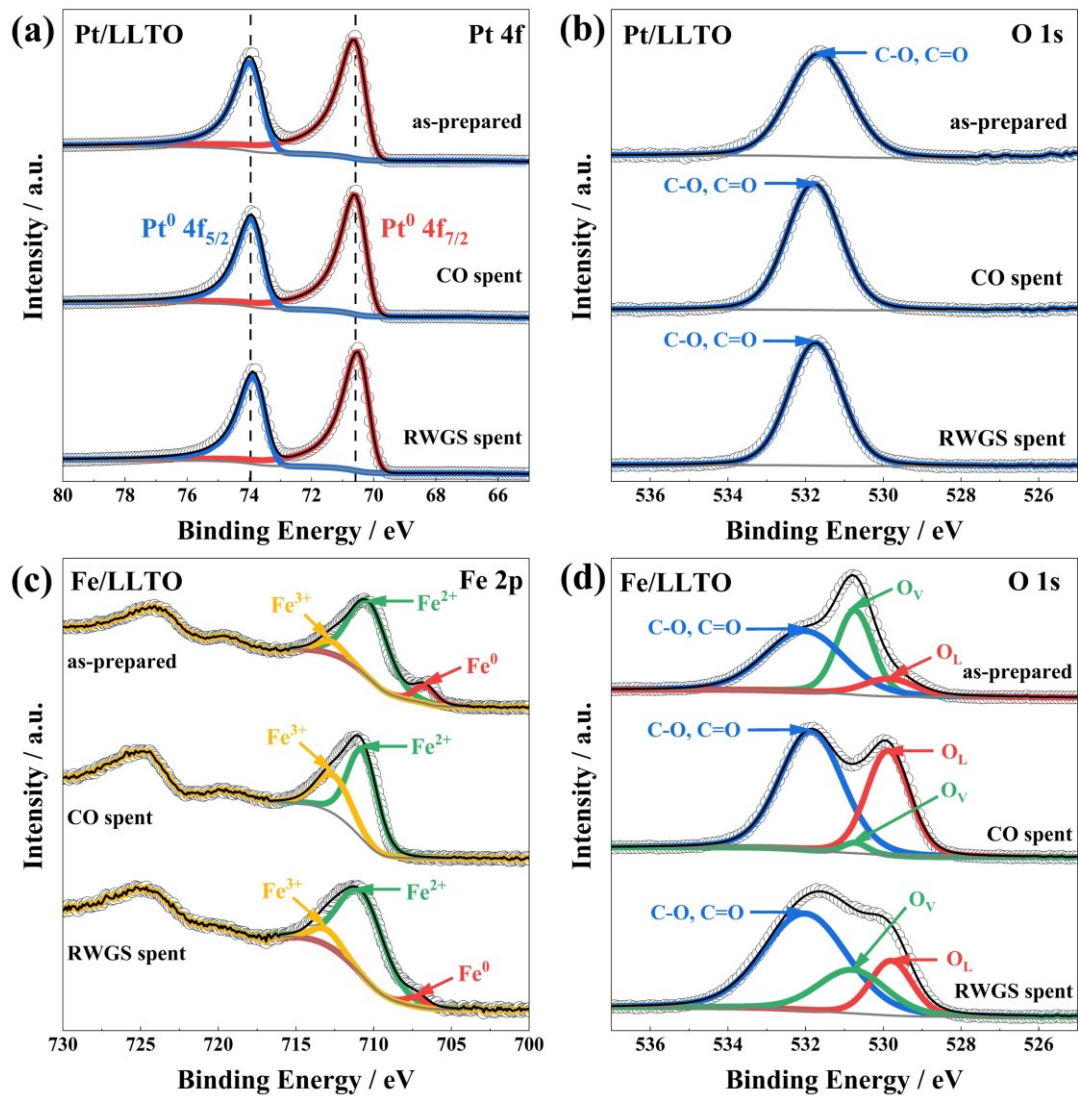 (a) Pt/LLTO Pt 4f
as-prepared
Pt⁰ 4f5/2 Pt⁰ 4f7/2
CO spent
RWGS spent
Intensity / a.u.
80 78 76 74 72 70 68 66
Binding Energy / eV
(b) Pt/LLTO O 1s
C-O, C=O
as-prepared
C-O, C=O
CO spent
C-O, C=O
RWGS spent
Intensity / a.u.
536 534 532 530 528 526
Binding Energy / eV
(c) Fe/LLTO Fe 2p
Fe³⁺ Fe²⁺
as-prepared Fe⁰
Fe³⁺ Fe²⁺
CO spent
Fe³⁺ Fe²⁺
RWGS spent Fe⁰
Intensity / a.u.
730 725 720 715 710 705 700
Binding Energy / eV
(d) Fe/LLTO O 1s
OV
C-O, C=O
OL
as-prepared
C-O, C=O OL
OV
CO spent
C-O, C=O OV
OL
RWGS spent
Intensity / a.u.
536 534 532 530 528 526
Binding Energy / eV